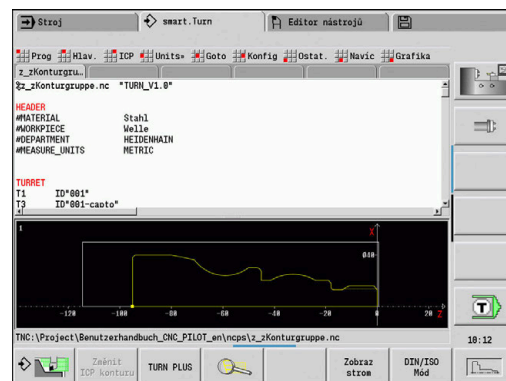 Stroj smart.Turn Editor nástrojů
Prog Hlav. ICP Units» Goto Konfig Ostat. Navíc Grafika
z_zKonturgru…
%z_zKonturgruppe.nc "TURN_V1.0"
HEADER
#MATERIAL Stahl
#WORKPIECE Welle
#DEPARTMENT HEIDENHAIN
#MEASURE_UNITS METRIC
TURRET
T1 ID"001"
T3 ID"001-capto"
X
040
-120 -100 -80 -60 -40 -20 0 20 Z
TNC:\Project\Benutzerhandbuch_CNC_PILOT_en\ncps\z_zKonturgruppe.nc
T
10:12
Změnit ICP konturu
TURN PLUS
Zobraz strom
DIN/ISO Mód